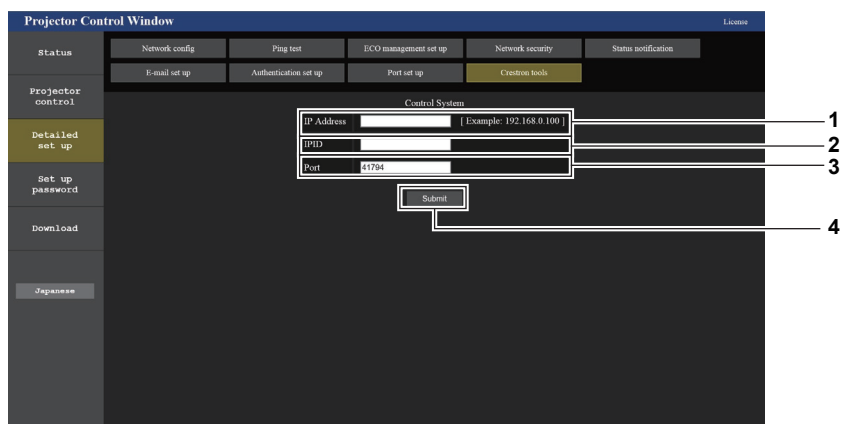 Projector Control Window
License
Status
Network config
Ping test
ECO management set up
Network security
Status notification
E-mail set up
Authentication set up
Port set up
Crestron tools
Projector
control
Detailed
set up
Set up
password
Download
Japanese
Control System
IP Address
[ Example: 192.168.0.100 ]
1
IPID
2
Port
41794
3
Submit
4